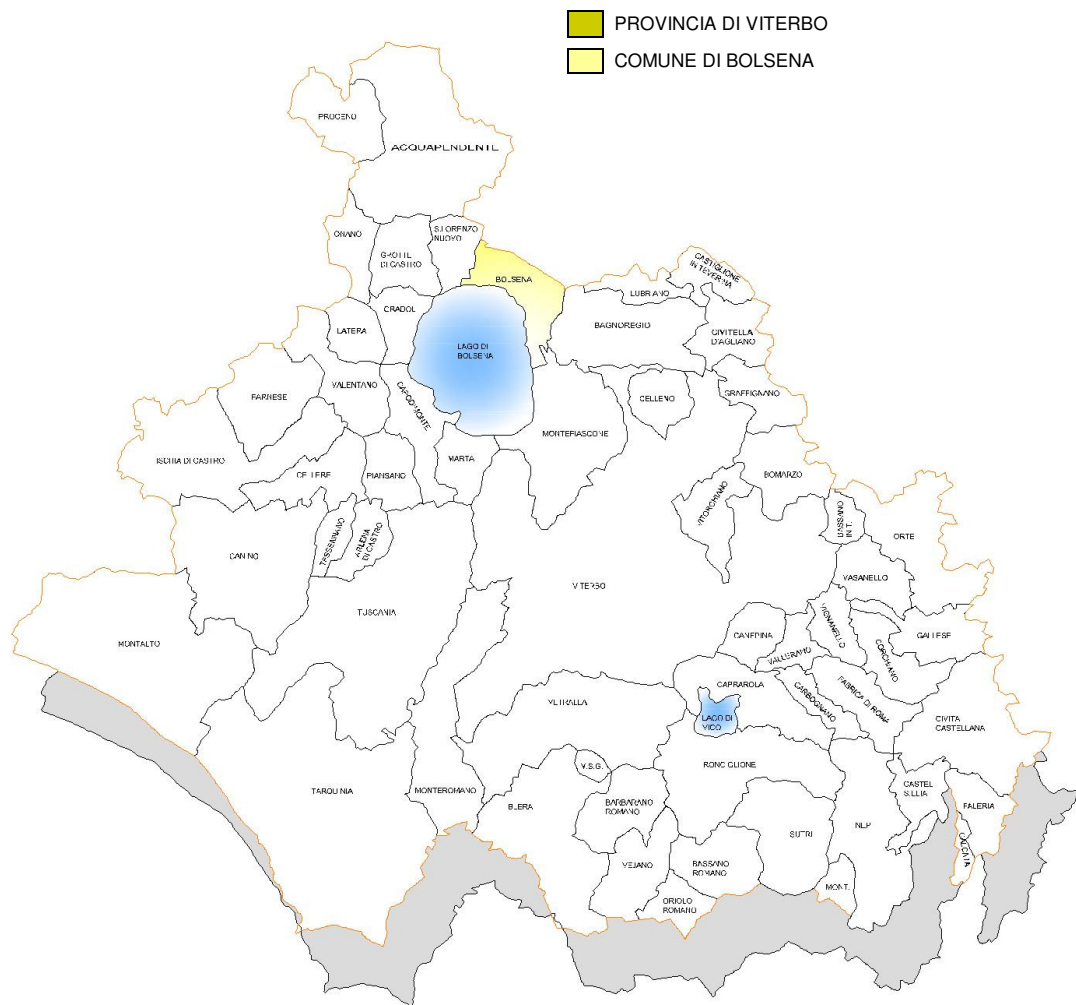 PROVINCIA DI VITERBO
COMUNE DI BOLSENA
PROCENO
ACQUAPENDENTE
ONANO
GROTTE
DI CASTRO
S.LORENZO
NUOVO
BOLSENA
CASTIGLIONE
IN TEVERINA
LUBRIANO
BAGNOREGIO
CIVITELLA
D'AGLIANO
GRADOLI
LATERA
LAGO DI
BOLSENA
VALENTANO
FARNESE
CAPODIMONTE
CELLENO
GRAFFIGNANO
MONTEFIASCONE
ISCHIA DI CASTRO
CELLERE
PIANSANO
MARTA
BOMARZO
VITORCHIANO
BASSANO
IN T.
ORTE
TESSENNANO
ARLENA
DI CASTRO
CANINO
VASANELLO
VITERBO
TUSCANIA
MONTALTO
CANEPINA
VIGNANELLO
VALLERANO
CORCHIANO
GALLESE
CAPRAROLA
CARBOGNANO
FABRICA DI ROMA
VETRALLA
LAGO DI
VICO
CIVITA
CASTELLANA
V.S.G.
RONCIGLIONE
TARQUINIA
MONTEROMANO
BLERA
BARBARANO
ROMANO
CASTEL
S.ELIA
FALERIA
NEPI
SUTRI
CALCATA
VEJANO
BASSANO
ROMANO
MONT.
ORIOLO
ROMANO